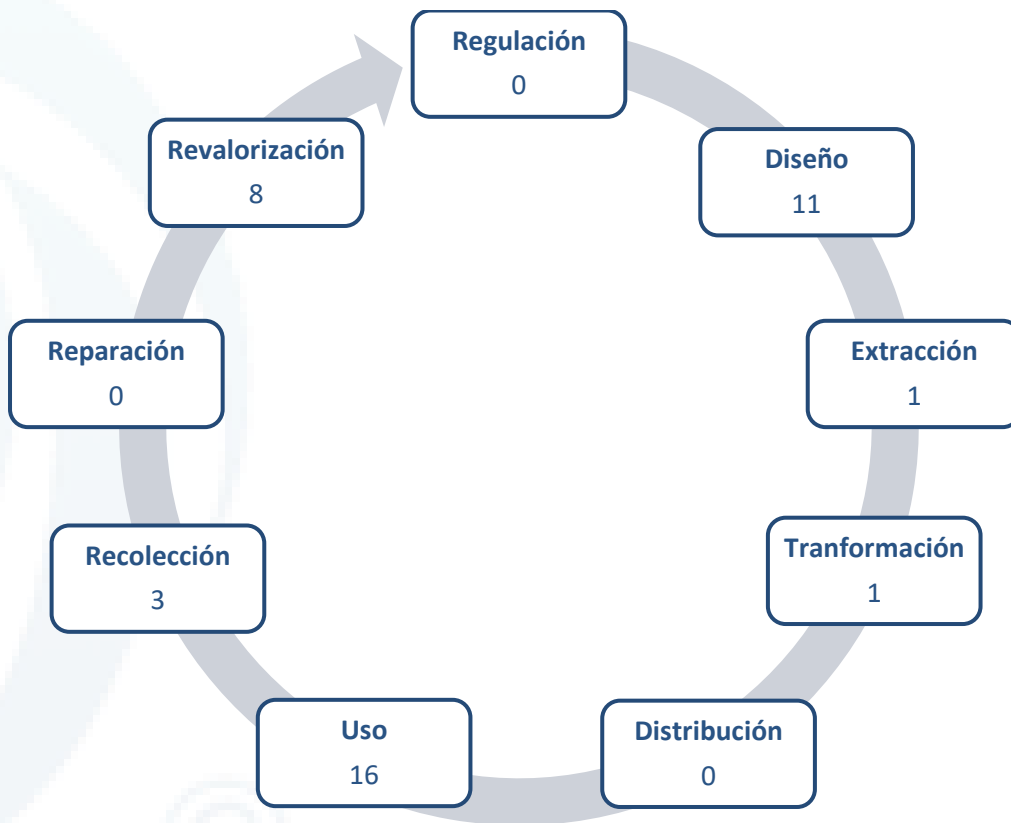 Regulación
0
Diseño
11
Extracción
1
Tranformación
1
Distribución
0
Uso
16
Recolección
3
Reparación
0
Revalorización
8